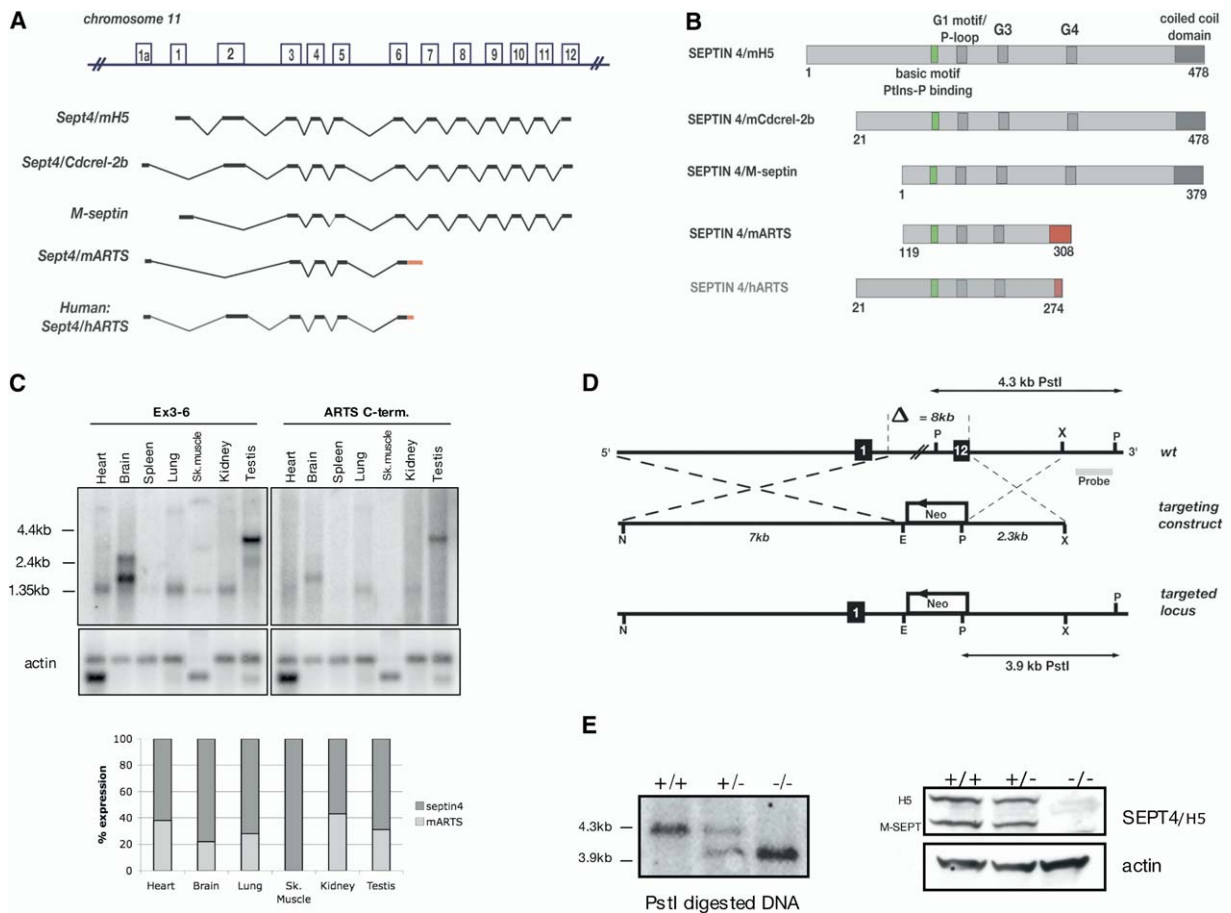 A
chromosome 11
1a 1 2 3 4 5 6 7 8 9 10 11 12
Sept4/mH5
Sept4/Cdcrel-2b
M-septin
Sept4/mARTS
Human:
Sept4/hARTS
B
G1 motif/
P-loop
G3
G4
coiled coil
domain
SEPTIN 4/mH5
1
basic motif
PtIns-P binding
478
SEPTIN 4/mCdcrel-2b
21
478
SEPTIN 4/M-septin
1
379
SEPTIN 4/mARTS
119
308
SEPTIN 4/hARTS
21
274
C
Ex3-6
ARTS C-term.
Heart Brain Spleen Lung Sk.muscle Kidney Testis
Heart Brain Spleen Lung Sk.muscle Kidney Testis
4.4kb
2.4kb
1.35kb
actin
% expression
100
80
60
40
20
0
Heart Brain Lung Sk. Muscle Kidney Testis
septin4
mARTS
D
4.3 kb PstI
Δ = 8kb
5' 1 P 12 X P 3' wt
Probe
targeting
construct
Neo
N 7kb E P 2.3kb X
targeted
locus
1 Neo P
N E P X
3.9 kb PstI
E
+/+ +/- -/-
4.3kb
3.9kb
PstI digested DNA
+/+ +/- -/-
H5
M-SEPT
SEPT4/H5
actin